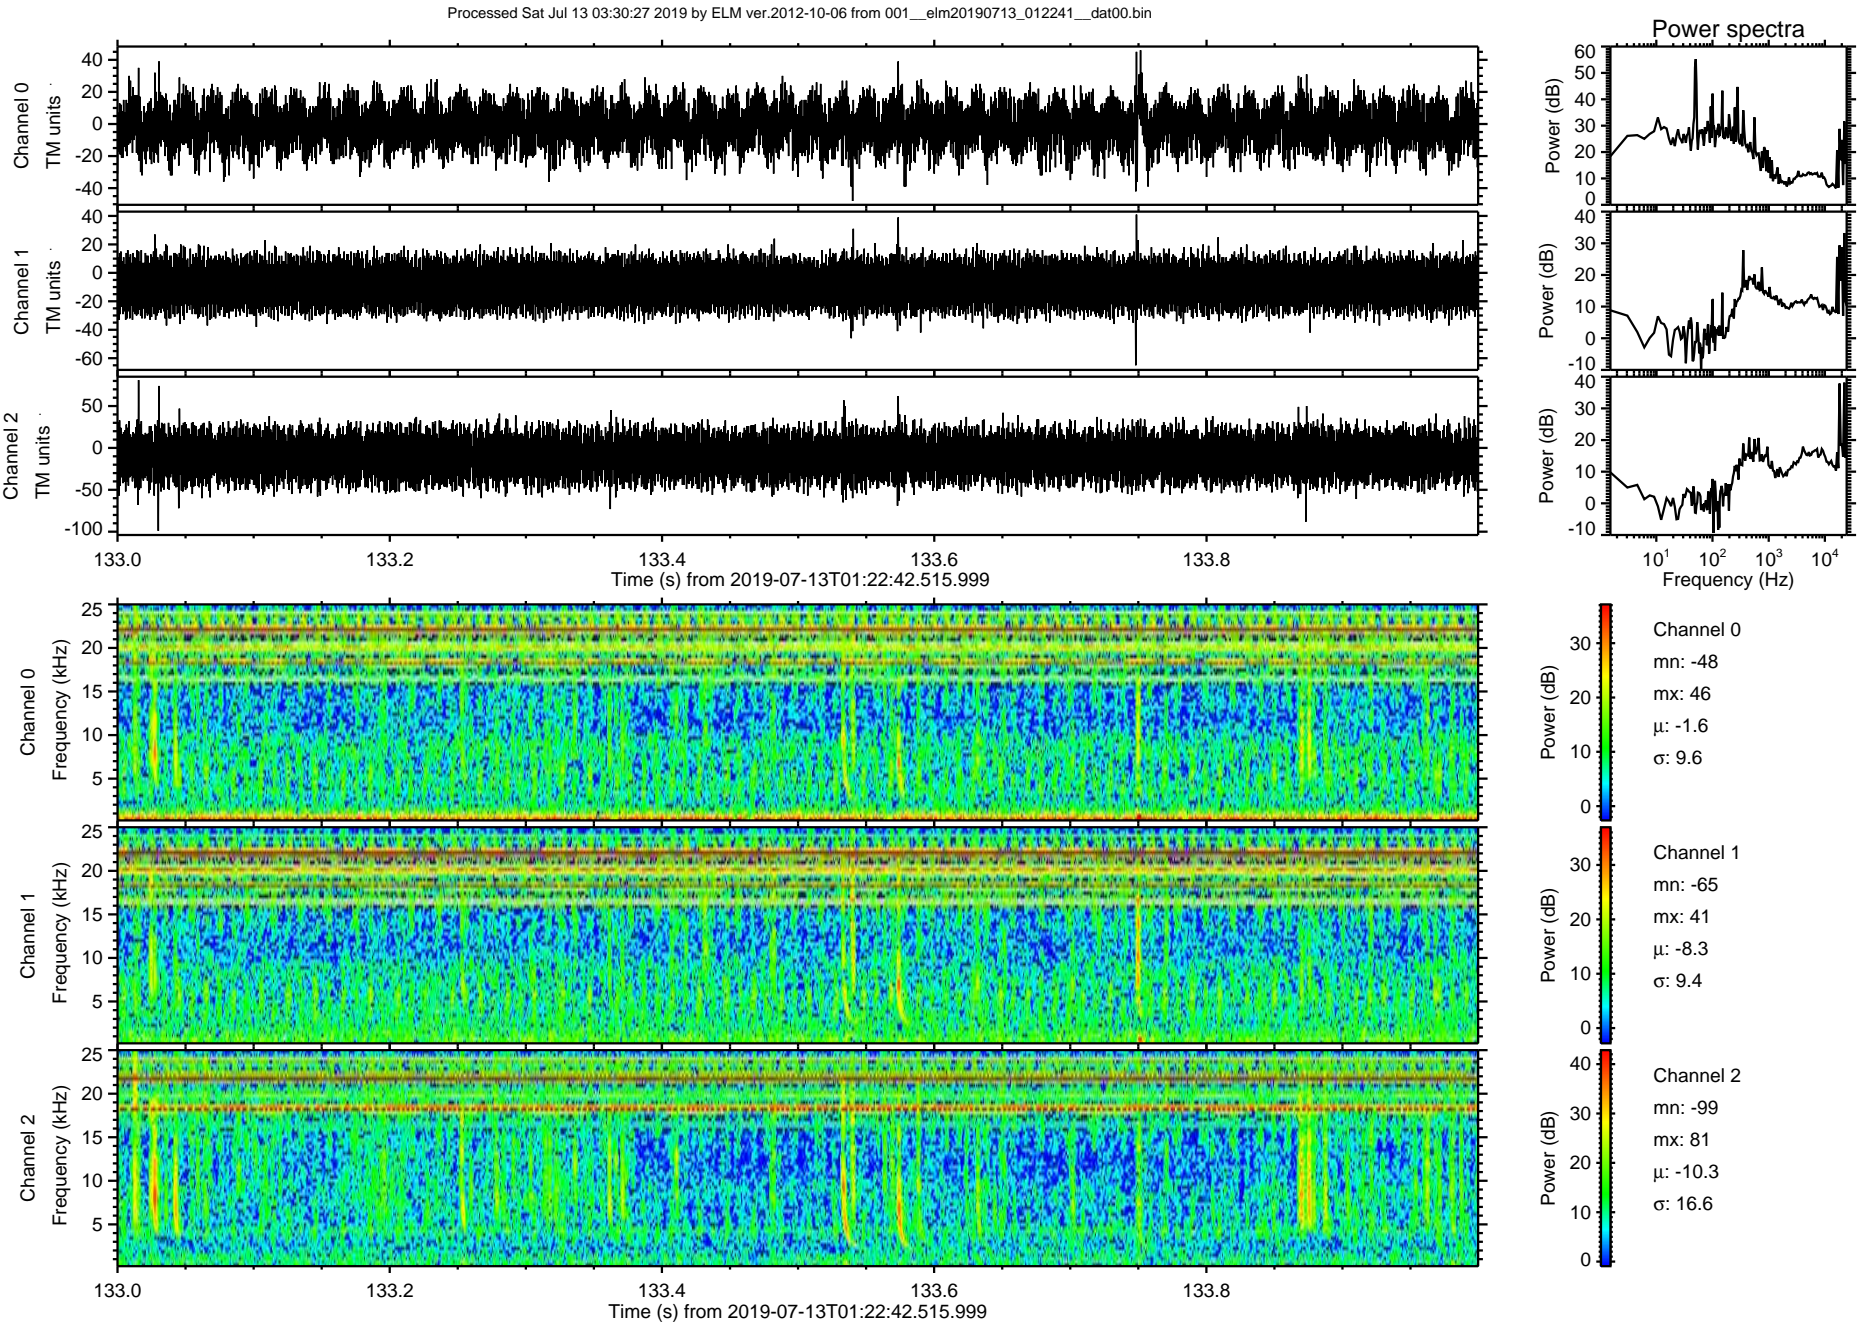 Processed Sat Jul 13 03:30:27 2019 by ELM ver.2012-10-06 from 001__elm20190713_012241__dat00.bin
Power spectra
Channel 0
TM units
40
20
0
-20
-40
Power (dB)
60
50
40
30
20
10
0
Channel 1
TM units
40
20
0
-20
-40
-60
Power (dB)
40
30
20
10
0
-10
Channel 2
TM units
50
0
-50
-100
Power (dB)
40
30
20
10
0
-10
133.0 133.2 133.4 133.6 133.8
Time (s) from 2019-07-13T01:22:42.515.999
10^1 10^2 10^3 10^4
Frequency (Hz)
Channel 0
Frequency (kHz)
25
20
15
10
5
Power (dB)
30
20
10
0
Channel 0
mn: -48
mx: 46
μ: -1.6
σ: 9.6
Channel 1
Frequency (kHz)
25
20
15
10
5
Power (dB)
30
20
10
0
Channel 1
mn: -65
mx: 41
μ: -8.3
σ: 9.4
Channel 2
Frequency (kHz)
25
20
15
10
5
Power (dB)
40
30
20
10
0
Channel 2
mn: -99
mx: 81
μ: -10.3
σ: 16.6
133.0 133.2 133.4 133.6 133.8
Time (s) from 2019-07-13T01:22:42.515.999